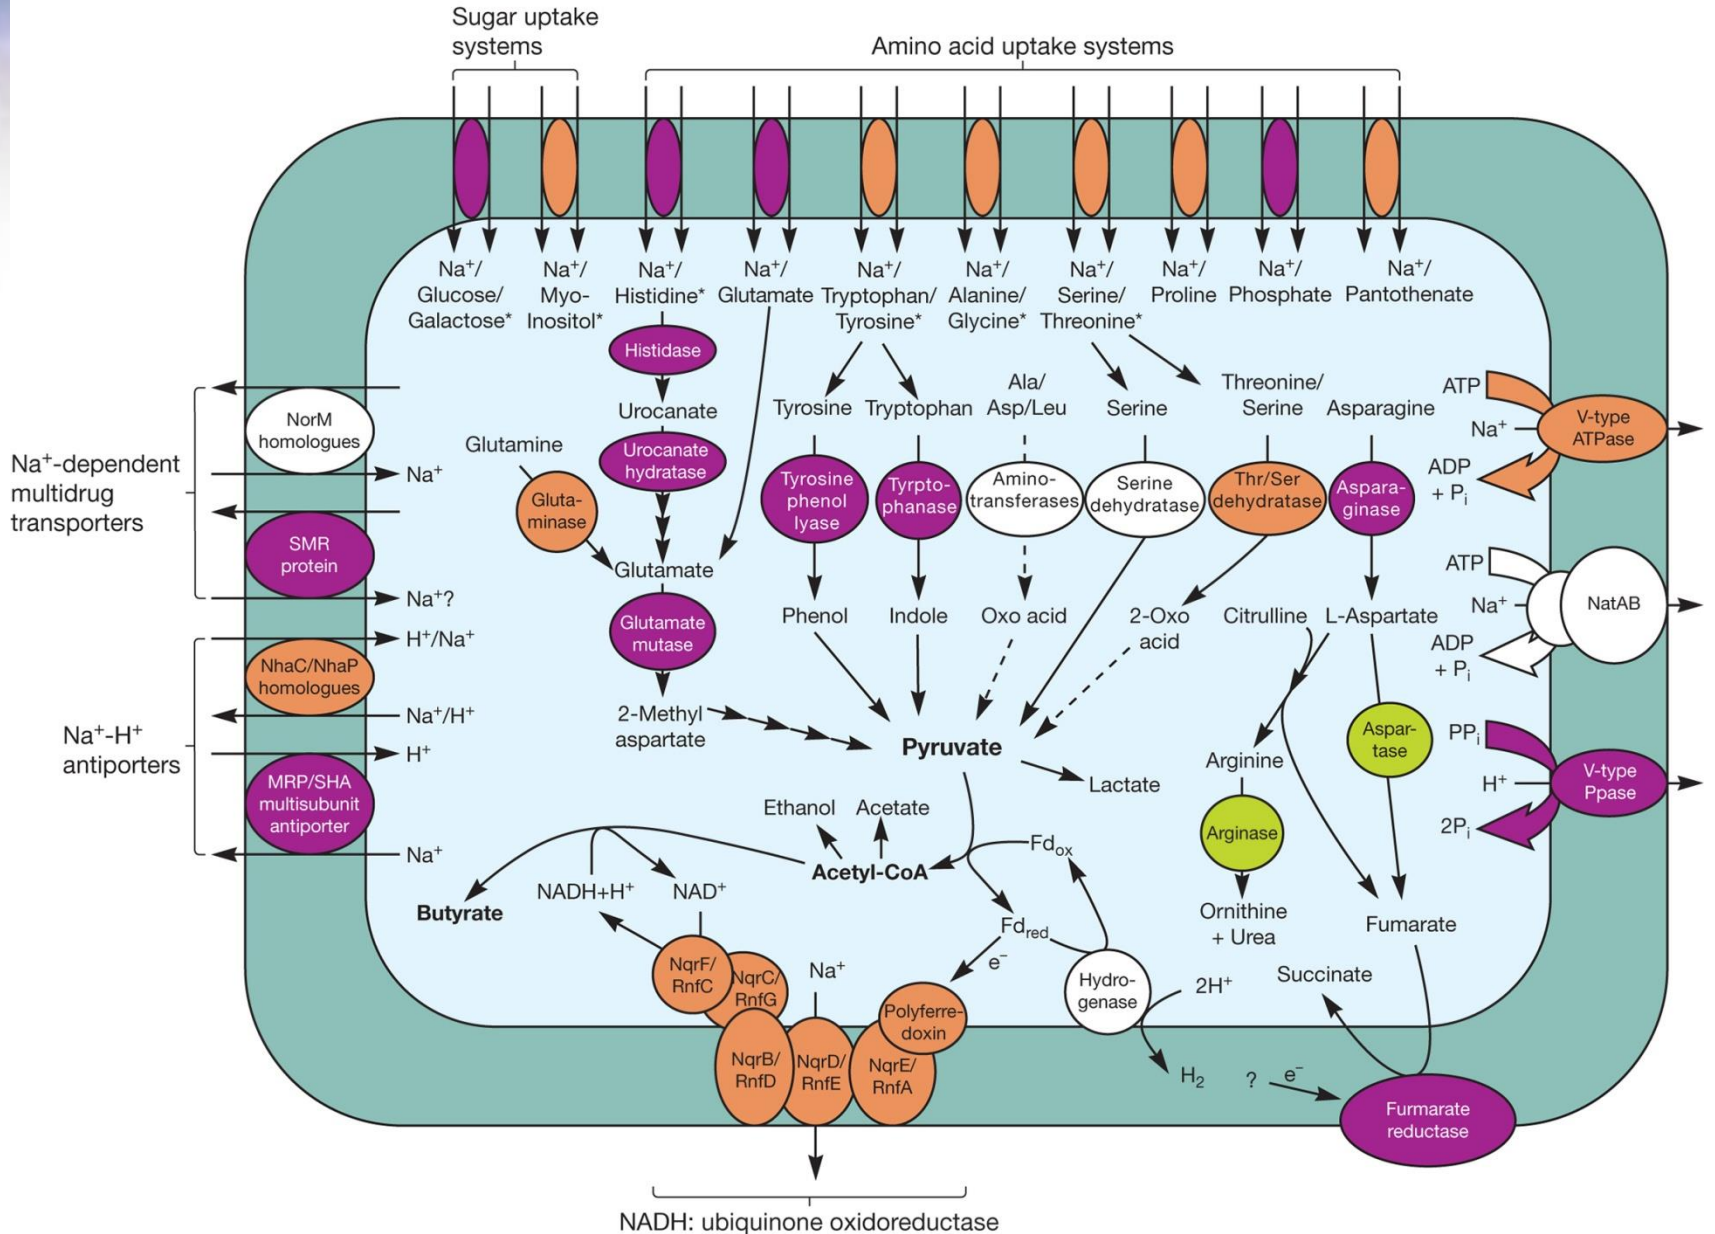 Sugar uptake
systems
Amino acid uptake systems
Na⁺/
Glucose/
Galactose*
Na⁺/
Myo-
Inositol*
Na⁺/
Histidine*
Na⁺/
Glutamate
Na⁺/
Tryptophan/
Tyrosine*
Na⁺/
Alanine/
Glycine*
Na⁺/
Serine/
Threonine*
Na⁺/
Proline
Na⁺/
Phosphate
Na⁺/
Pantothenate
Na⁺-dependent
multidrug
transporters
NorM
homologues
Na⁺
SMR
protein
Na⁺?
Na⁺-H⁺
antiporters
H⁺/Na⁺
NhaC/NhaP
homologues
Na⁺/H⁺
H⁺
MRP/SHA
multisubunit
antiporter
Na⁺
Histidase
Urocanate
Urocanate
hydratase
Glutamine
Gluta-
minase
Glutamate
Glutamate
mutase
2-Methyl
aspartate
Tyrosine
Tyrosine
phenol
lyase
Phenol
Tryptophan
Tyrpto-
phanase
Indole
Ala/
Asp/Leu
Amino-
transferases
Oxo acid
Serine
Serine
dehydratase
Threonine/
Serine
Thr/Ser
dehydratase
2-Oxo
acid
Asparagine
Aspara-
ginase
Citrulline
L-Aspartate
Aspar-
tase
Arginine
Arginase
Ornithine
+ Urea
Fumarate
Succinate
Pyruvate
Lactate
Ethanol
Acetate
Acetyl-CoA
Fdox
Fdred
e⁻
Butyrate
NADH+H⁺
NAD⁺
NqrF/
RnfC
NqrC/
RnfG
NqrB/
RnfD
Na⁺
NqrD/
RnfE
NqrE/
RnfA
Polyferre-
doxin
Hydro-
genase
2H⁺
H₂
? e⁻
Furmarate
reductase
ATP
Na⁺
ADP
+ Pi
V-type
ATPase
ATP
Na⁺
ADP
+ Pi
NatAB
PPi
H⁺
2Pi
V-type
Ppase
NADH: ubiquinone oxidoreductase